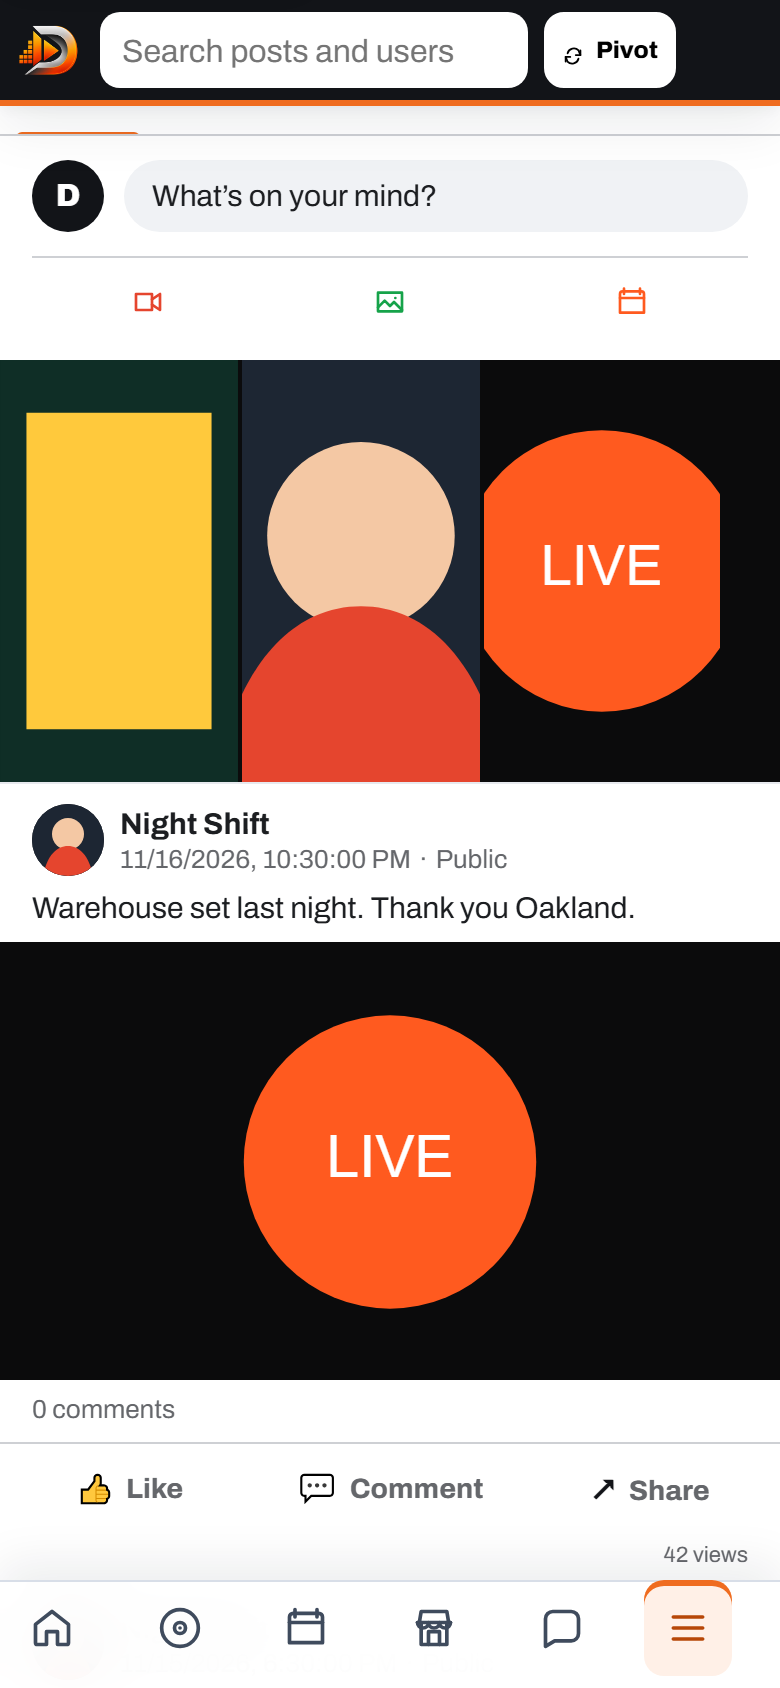 Search posts and users
Pivot
D
What's on your mind?
LIVE
Night Shift
11/16/2026, 10:30:00 PM · Public
Warehouse set last night. Thank you Oakland.
LIVE
0 comments
Like
Comment
Share
42 views